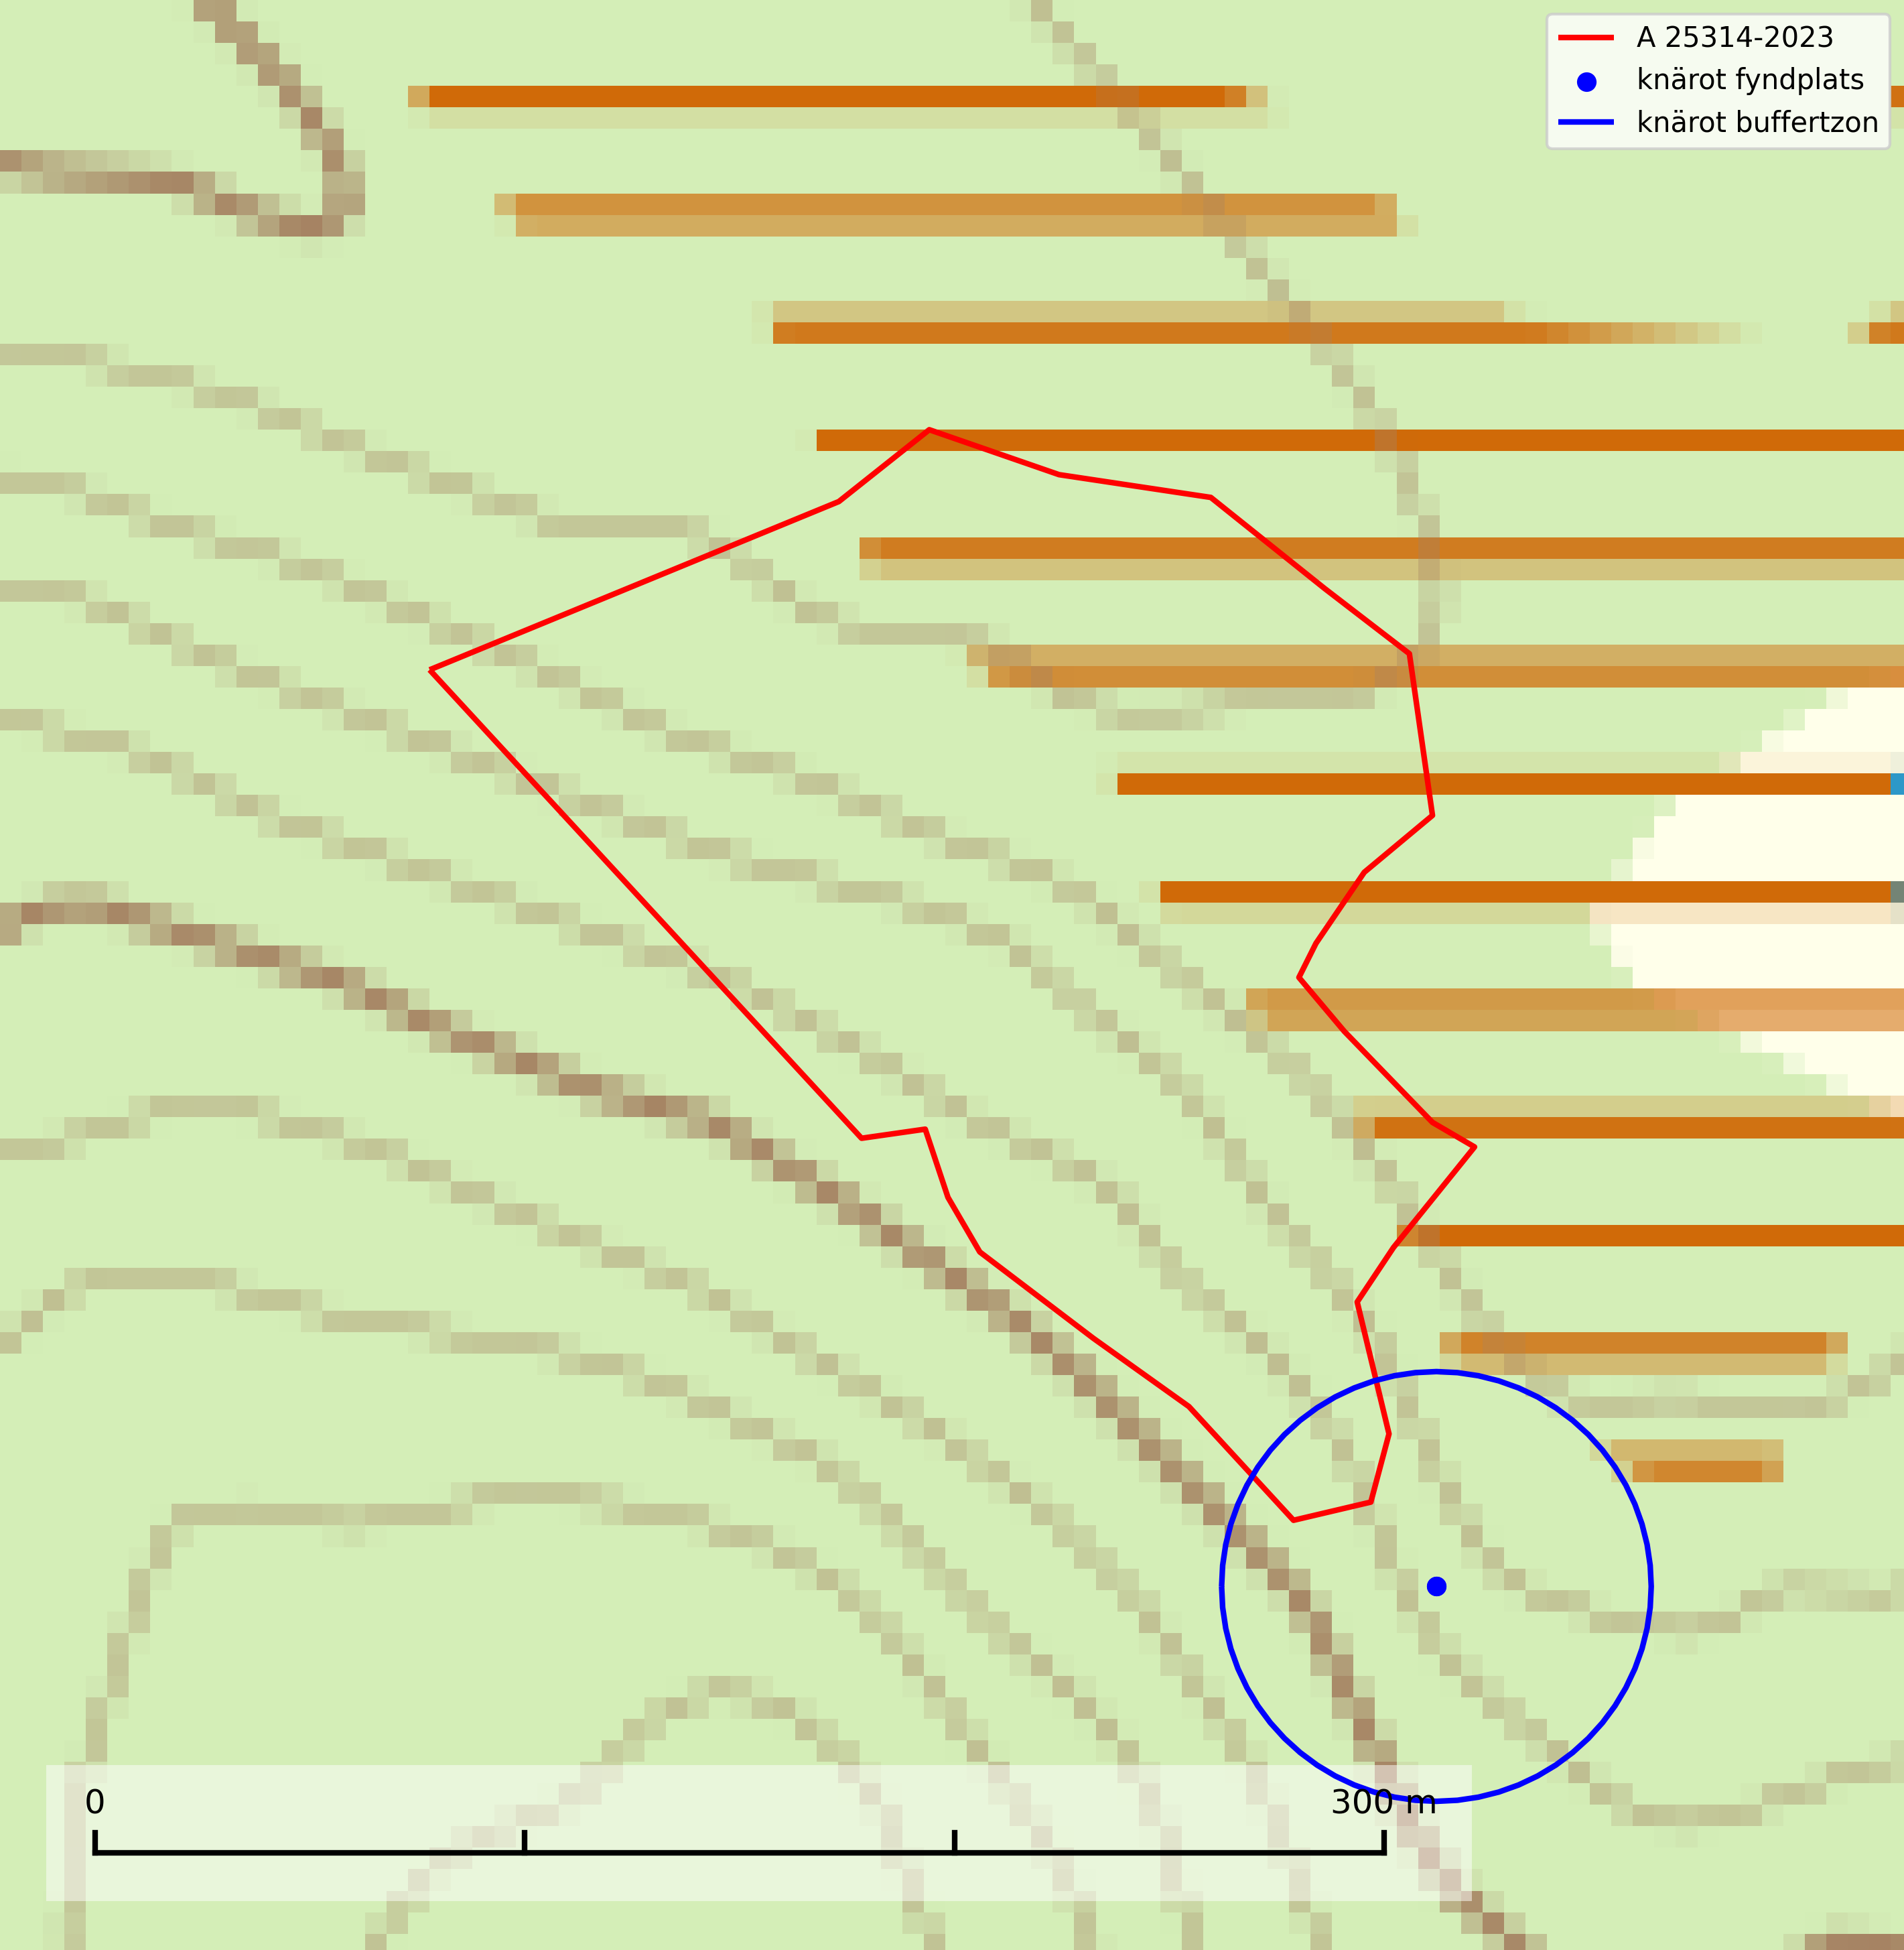 A 25314-2023
knärot fyndplats
knärot buffertzon
0
300 m